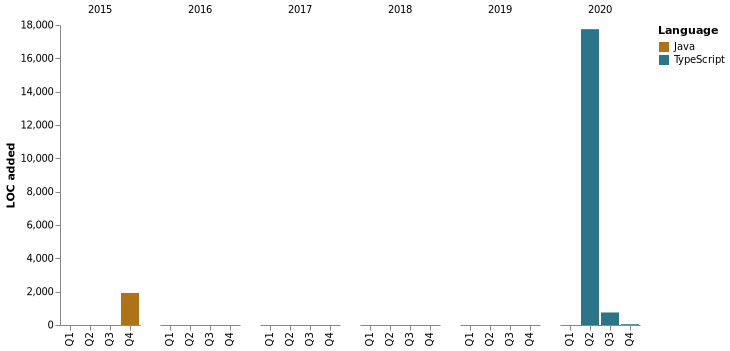 2015 2016 2017 2018 2019 2020
18,000
16,000
14,000
12,000
10,000
8,000
6,000
4,000
2,000
0
LOC added
Q1 Q2 Q3 Q4 Q1 Q2 Q3 Q4 Q1 Q2 Q3 Q4 Q1 Q2 Q3 Q4 Q1 Q2 Q3 Q4 Q1 Q2 Q3 Q4
Language
Java
TypeScript